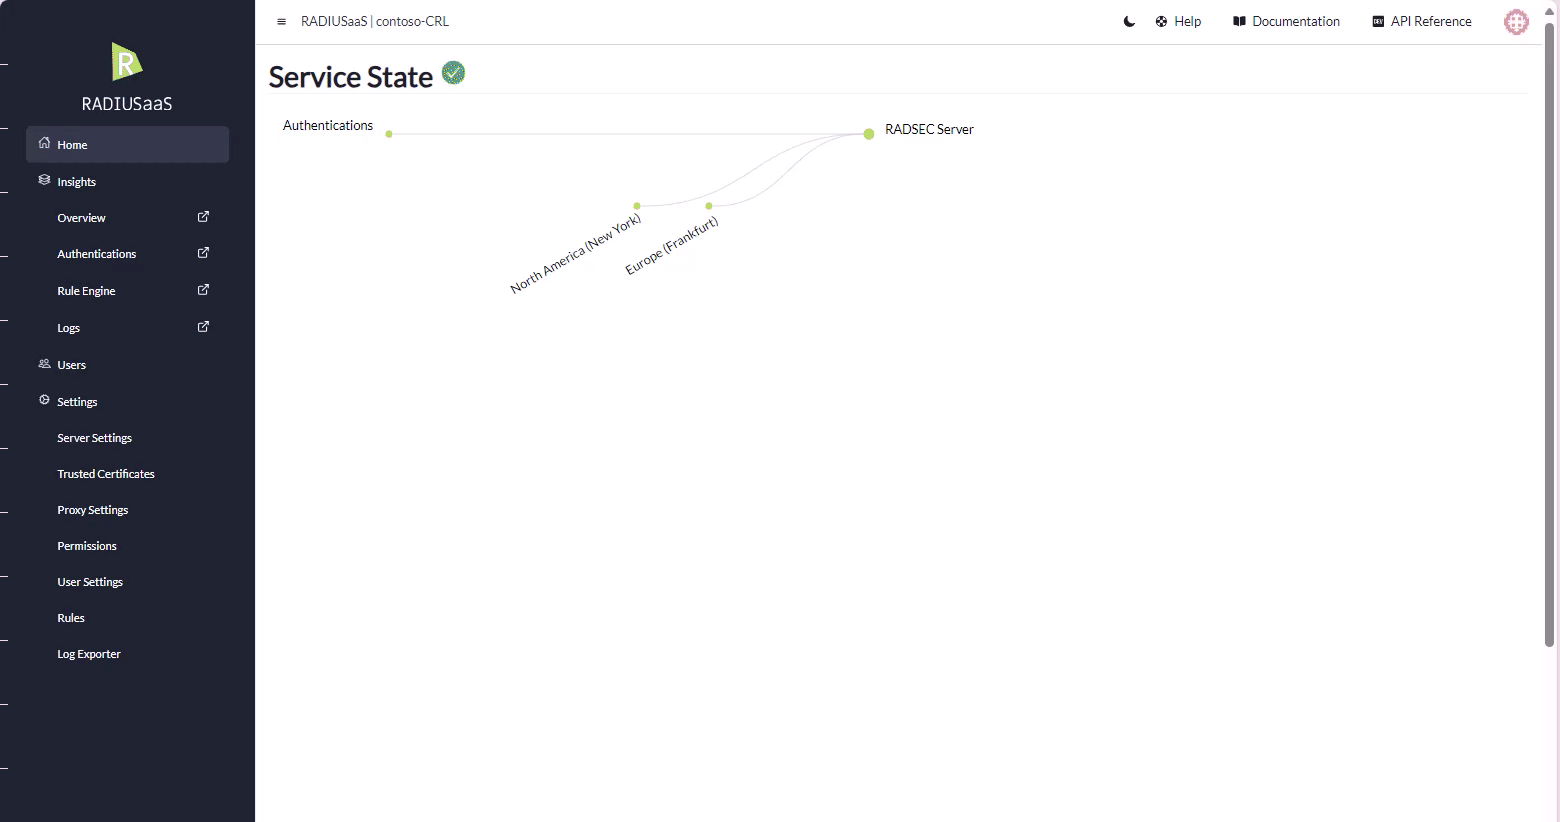 RADIUSaaS | contoso-CRL
Help
Documentation
DEV
API Reference
R
RADIUSaaS
Home
Insights
Overview
Authentications
Rule Engine
Logs
Users
Settings
Server Settings
Trusted Certificates
Proxy Settings
Permissions
User Settings
Rules
Log Exporter
Service State
Authentications
RADSEC Server
North America (New York)
Europe (Frankfurt)